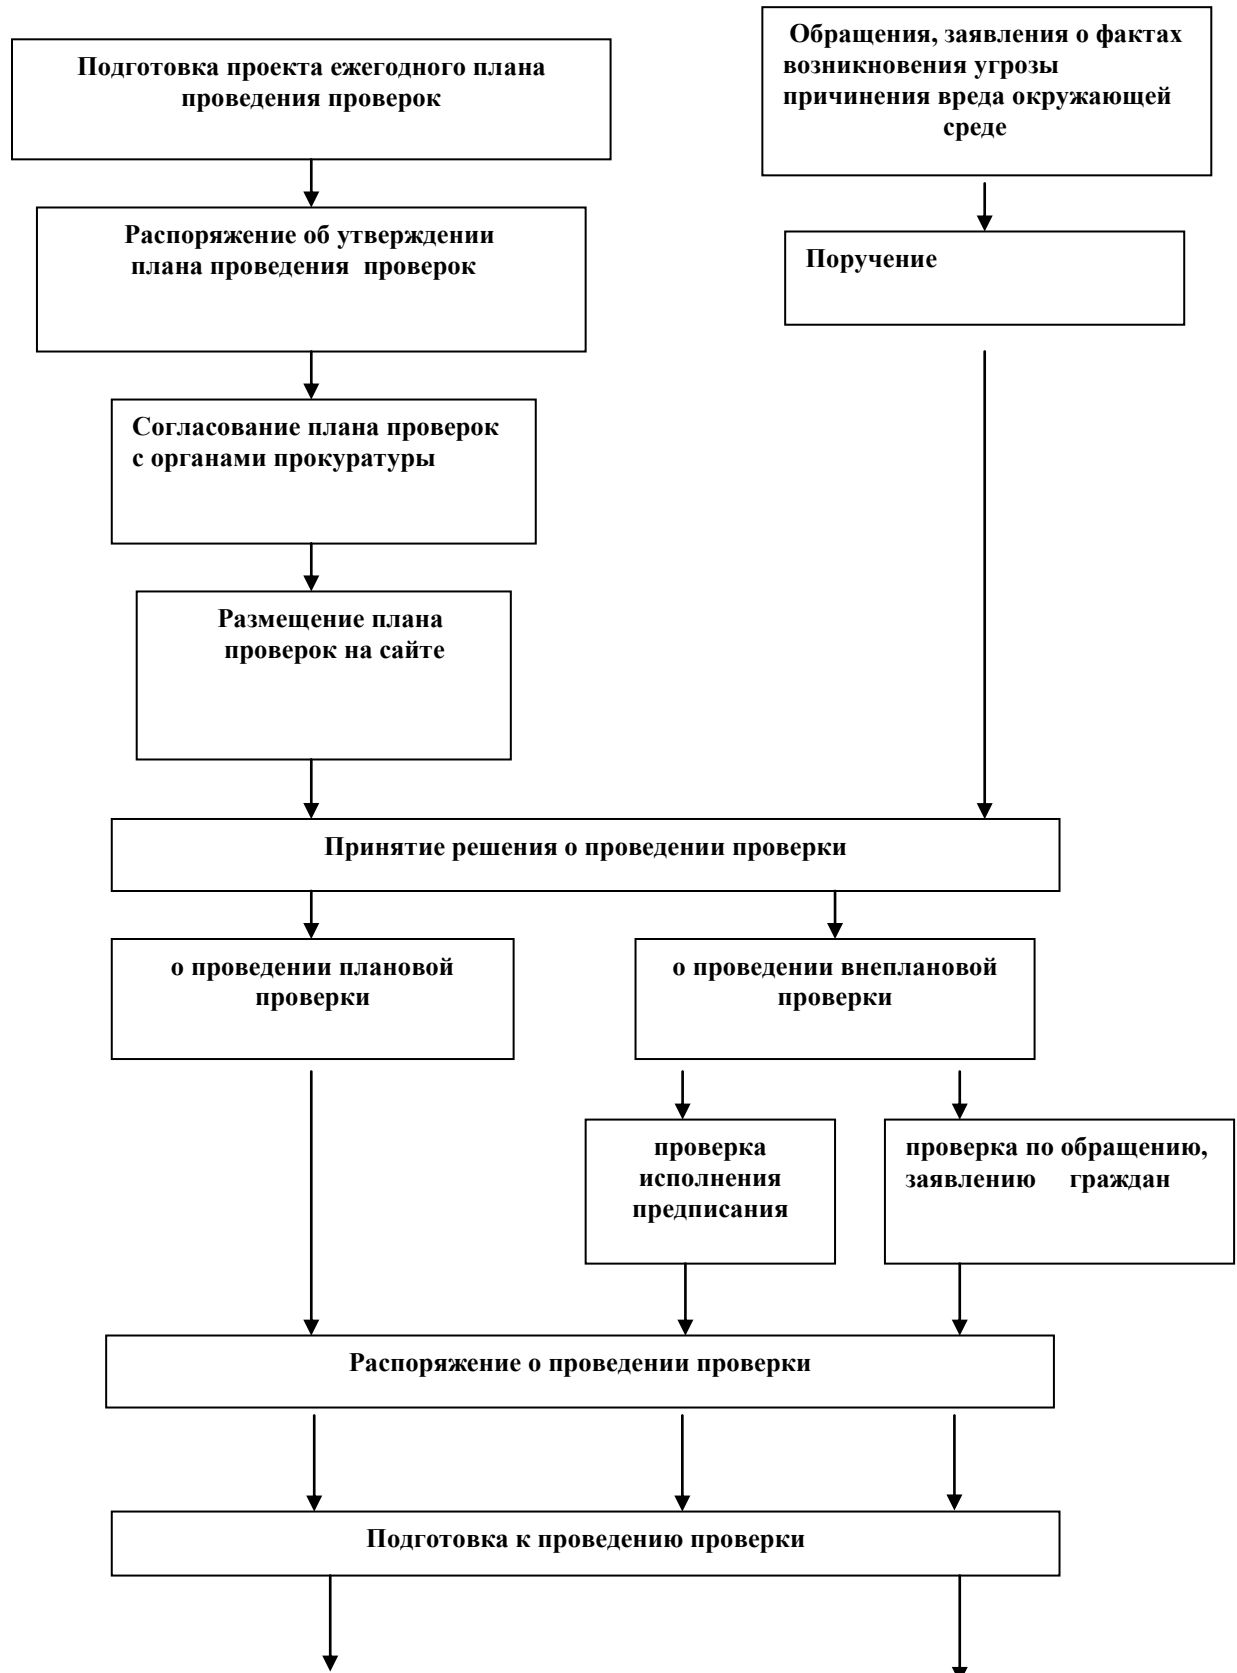 Подготовка проекта ежегодного плана
проведения проверок
Обращения, заявления о фактах
возникновения угрозы
причинения вреда окружающей
среде
Распоряжение об утверждении
плана проведения проверок
Поручение
Согласование плана проверок
с органами прокуратуры
Размещение плана
проверок на сайте
Принятие решения о проведении проверки
о проведении плановой
проверки
о проведении внеплановой
проверки
проверка
исполнения
предписания
проверка по обращению,
заявлению граждан
Распоряжение о проведении проверки
Подготовка к проведению проверки